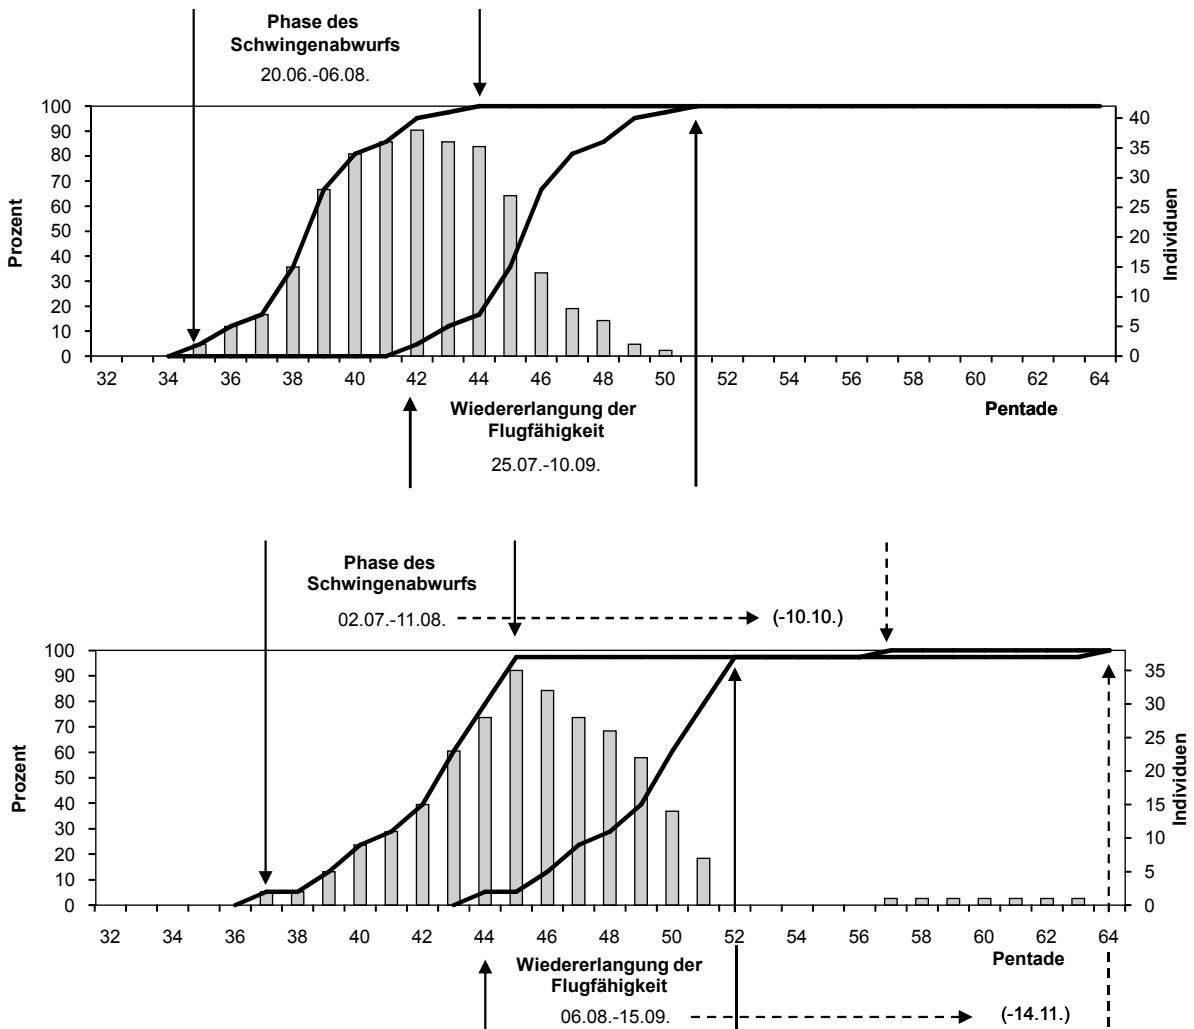 Phase des
Schwingenabwurfs
20.06.-06.08.
100
90
80
70
60
50
40
30
20
10
0
Prozent
40
35
30
25
20
15
10
5
0
Individuen
32 34 36 38 40 42 44 46 48 50 52 54 56 58 60 62 64
Pentade
Wiedererlangung der
Flugfähigkeit
25.07.-10.09.
Phase des
Schwingenabwurfs
02.07.-11.08.
(-10.10.)
100
90
80
70
60
50
40
30
20
10
0
Prozent
35
30
25
20
15
10
5
0
Individuen
32 34 36 38 40 42 44 46 48 50 52 54 56 58 60 62 64
Pentade
Wiedererlangung der
Flugfähigkeit
06.08.-15.09.
(-14.11.)